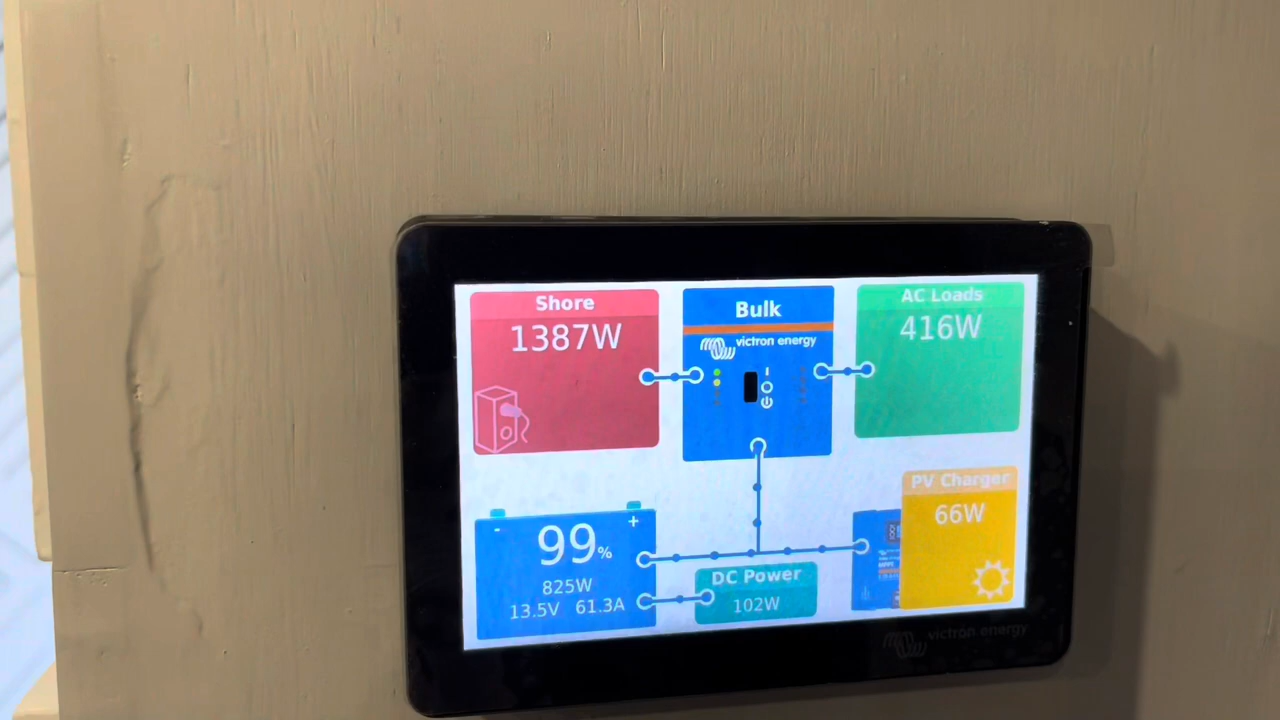 Shore
1387W
Bulk
victron energy
AC Loads
416W
PV Charger
66W
- +
99%
825W
13.5V 61.3A
DC Power
102W
victron energy